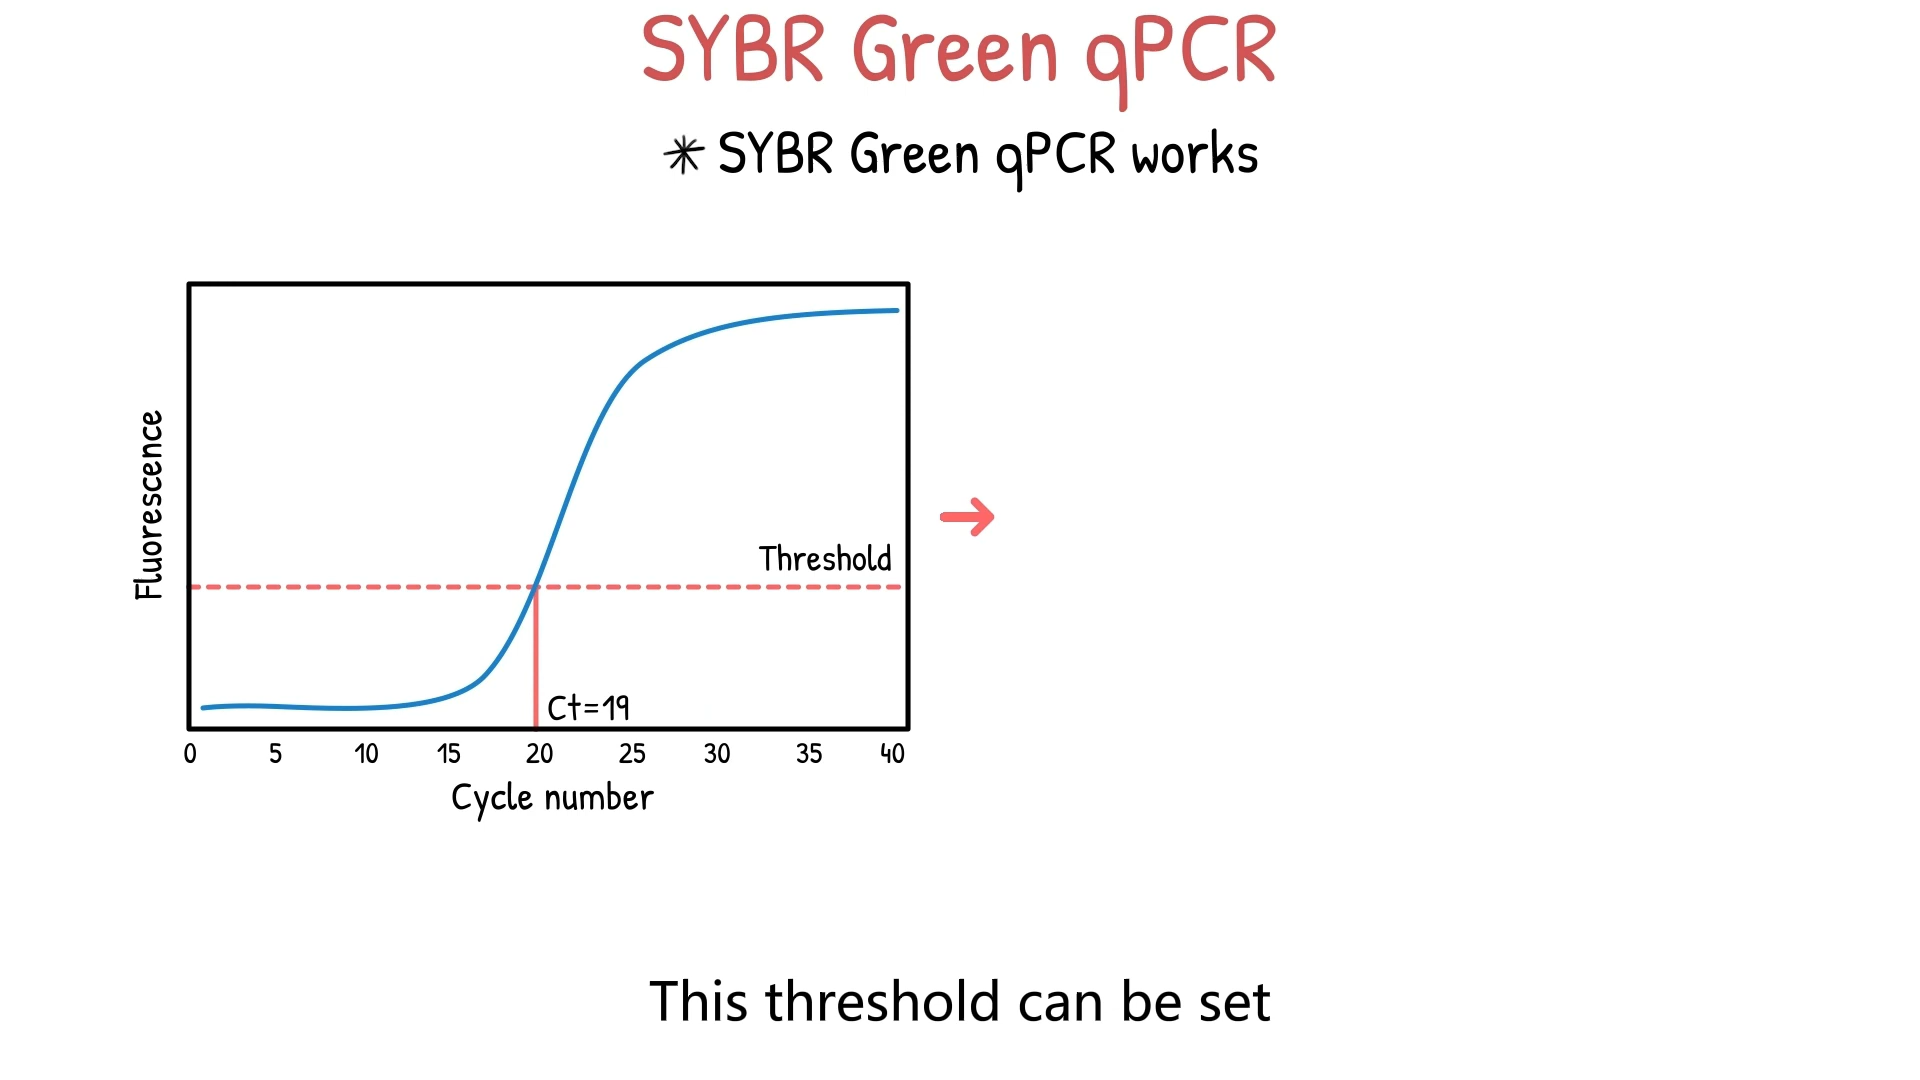 SYBR Green qPCR
✳ SYBR Green qPCR works
Fluorescence
Threshold
Ct=19
0 5 10 15 20 25 30 35 40
Cycle number
This threshold can be set